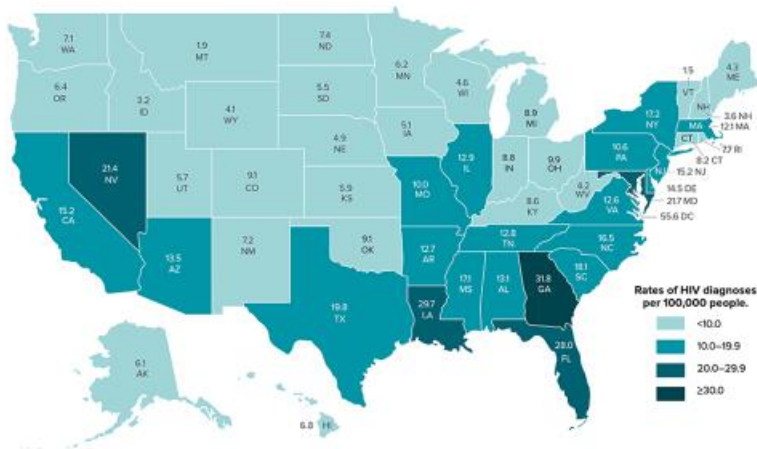 7.1
WA
1.9
MT
7.4
ND
6.2
MN
4.6
WI
8.9
MI
1.5
VT
NH
4.3
ME
3.6 NH
12.1 MA
7.7 RI
8.2 CT
15.2 NJ
14.5 DE
21.7 MD
55.6 DC
MA
CT
NJ
6.4
OR
2.2
ID
4.1
WY
5.5
SD
5.1
IA
17.2
NY
10.6
PA
21.4
NV
5.7
UT
9.1
CO
4.9
NE
12.9
IL
8.8
IN
9.9
OH
4.2
WV
12.6
VA
15.2
CA
5.9
KS
10.0
MO
8.6
KY
13.5
AZ
7.2
NM
9.1
OK
12.7
AR
12.8
TN
16.5
NC
18.1
SC
19.8
TX
29.7
LA
17.1
MS
13.1
AL
31.8
GA
28.0
FL
6.1
AK
6.8
HI
Rates of HIV diagnoses
per 100,000 people.
<10.0
10.0–19.9
20.0–29.9
≥30.0